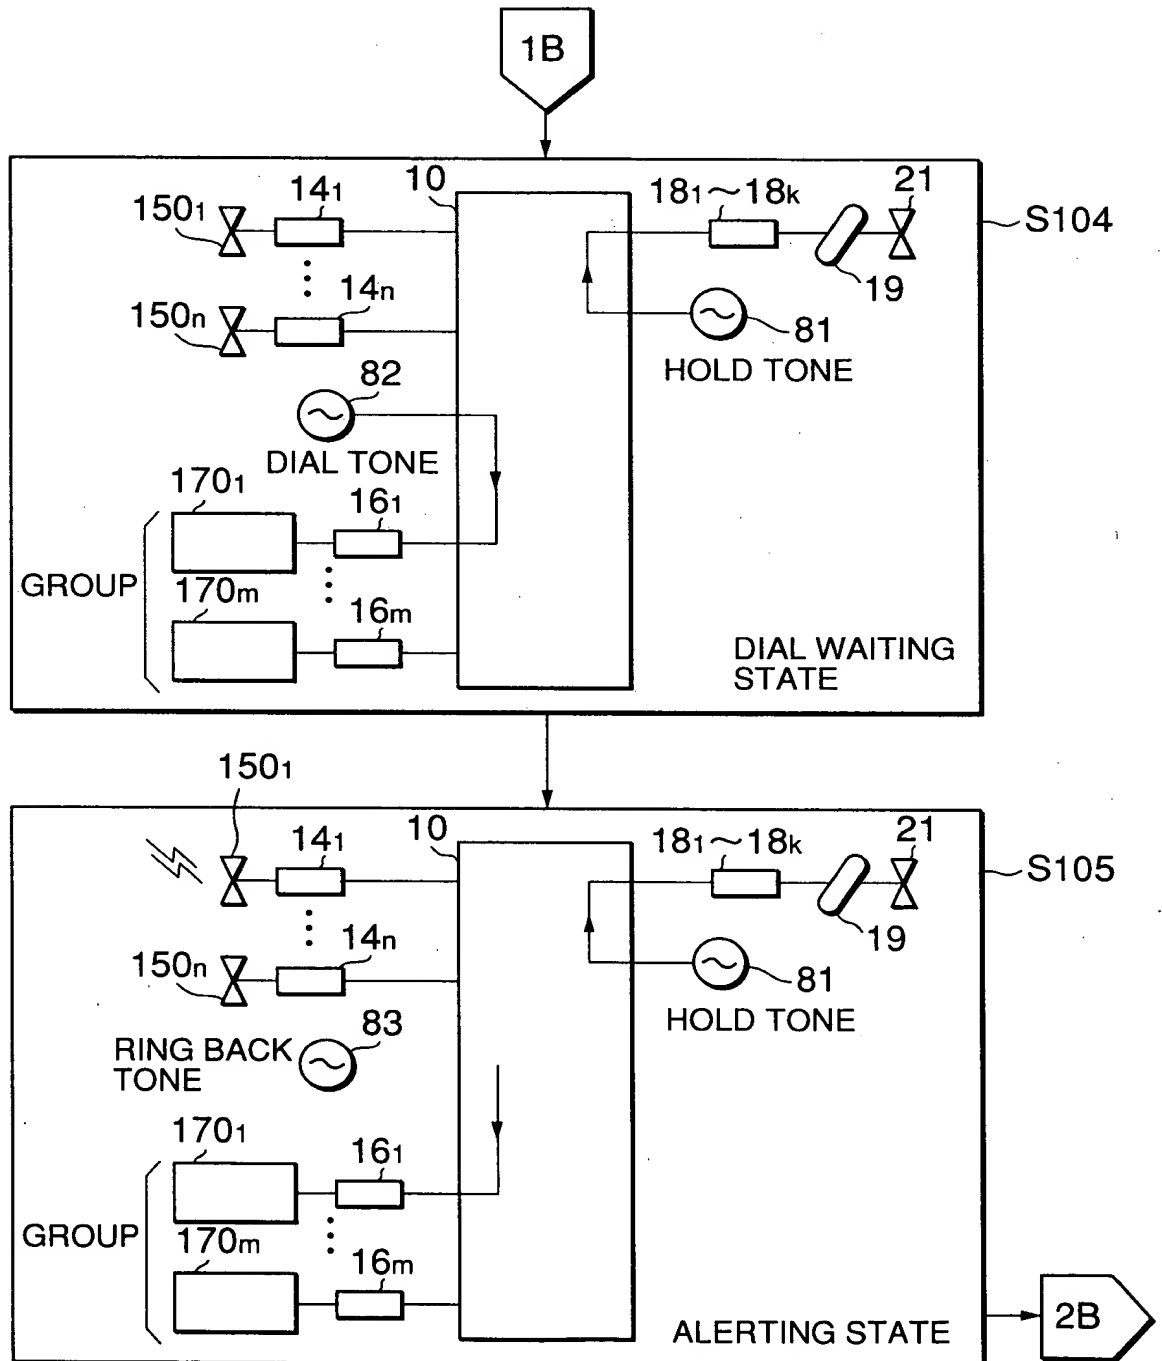 1B
10
18₁～18ₖ
21
150₁
14₁
S104
19
14ₙ
150ₙ
81
HOLD TONE
82
DIAL TONE
170₁
16₁
GROUP
170ₘ
16ₘ
DIAL WAITING
STATE
150₁
10
18₁～18ₖ
21
14₁
S105
19
14ₙ
150ₙ
81
HOLD TONE
83
RING BACK
TONE
170₁
16₁
GROUP
170ₘ
16ₘ
ALERTING STATE
2B